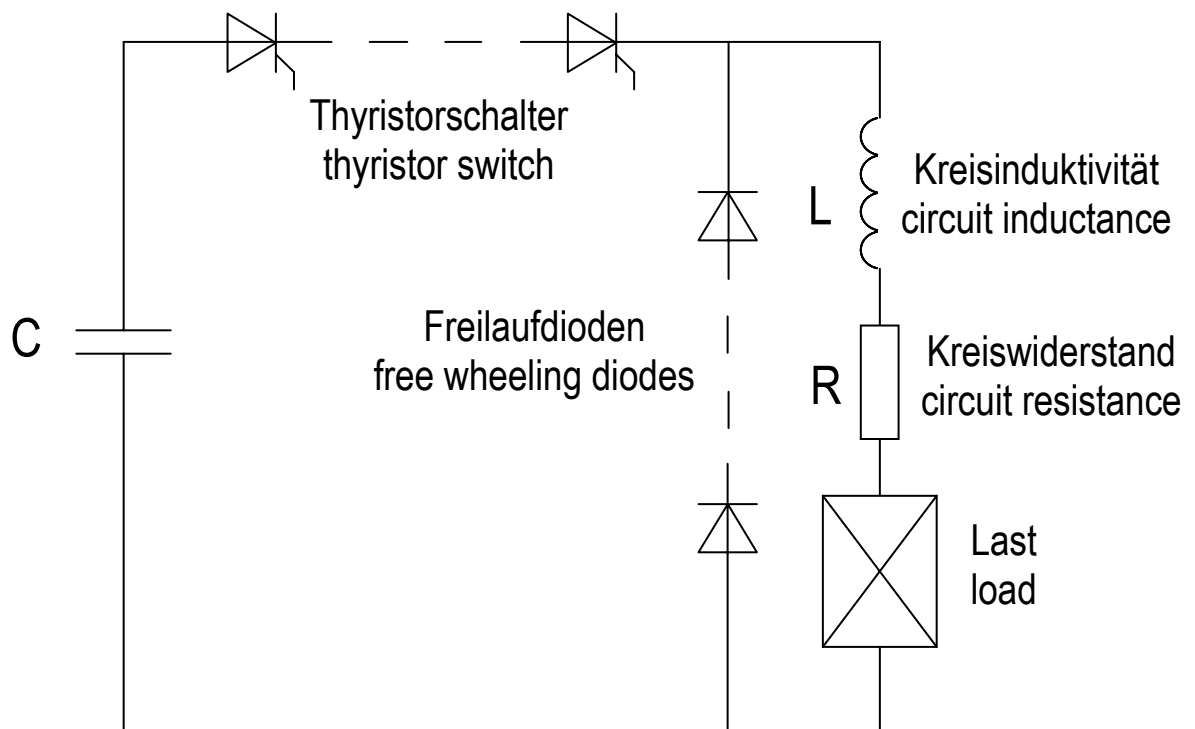 Thyristorschalter
thyristor switch
L
Kreisinduktivität
circuit inductance
C
Freilaufdioden
free wheeling diodes
R
Kreiswiderstand
circuit resistance
Last
load